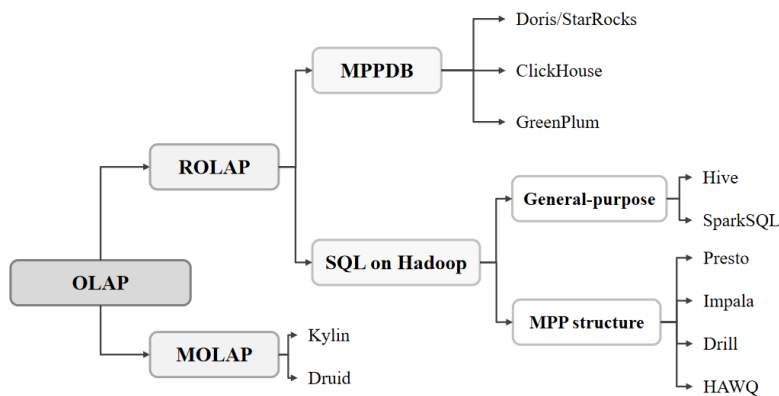 OLAP
ROLAP
MOLAP
MPPDB
SQL on Hadoop
Doris/StarRocks
ClickHouse
GreenPlum
General-purpose
MPP structure
Hive
SparkSQL
Presto
Impala
Drill
HAWQ
Kylin
Druid